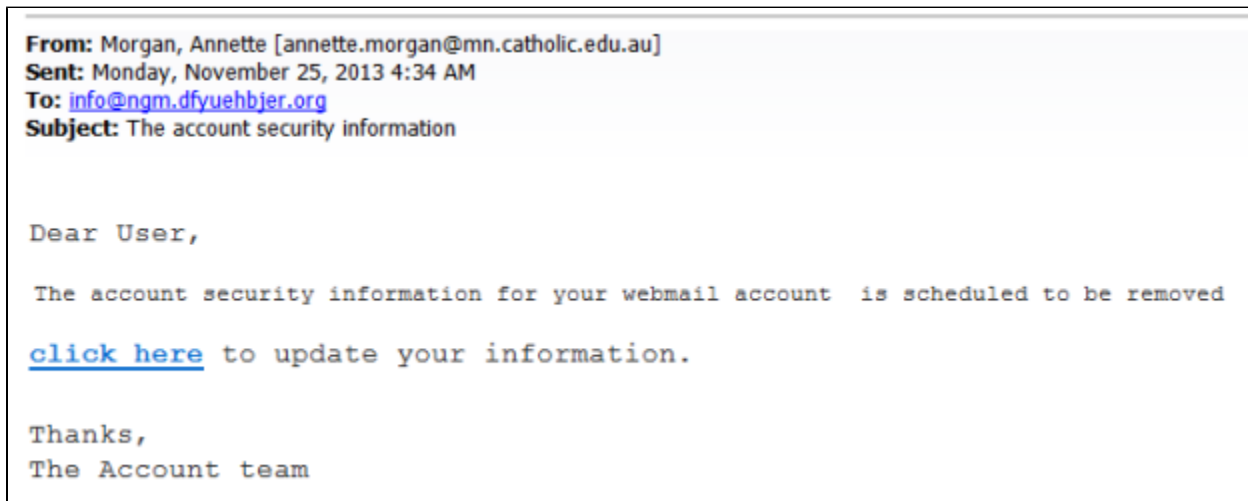 From: Morgan, Annette [annette.morgan@mn.catholic.edu.au]
Sent: Monday, November 25, 2013 4:34 AM
To: info@ngm.dfyuehbjer.org
Subject: The account security information
Dear User,
The account security information for your webmail account is scheduled to be removed
click here to update your information.
Thanks,
The Account team